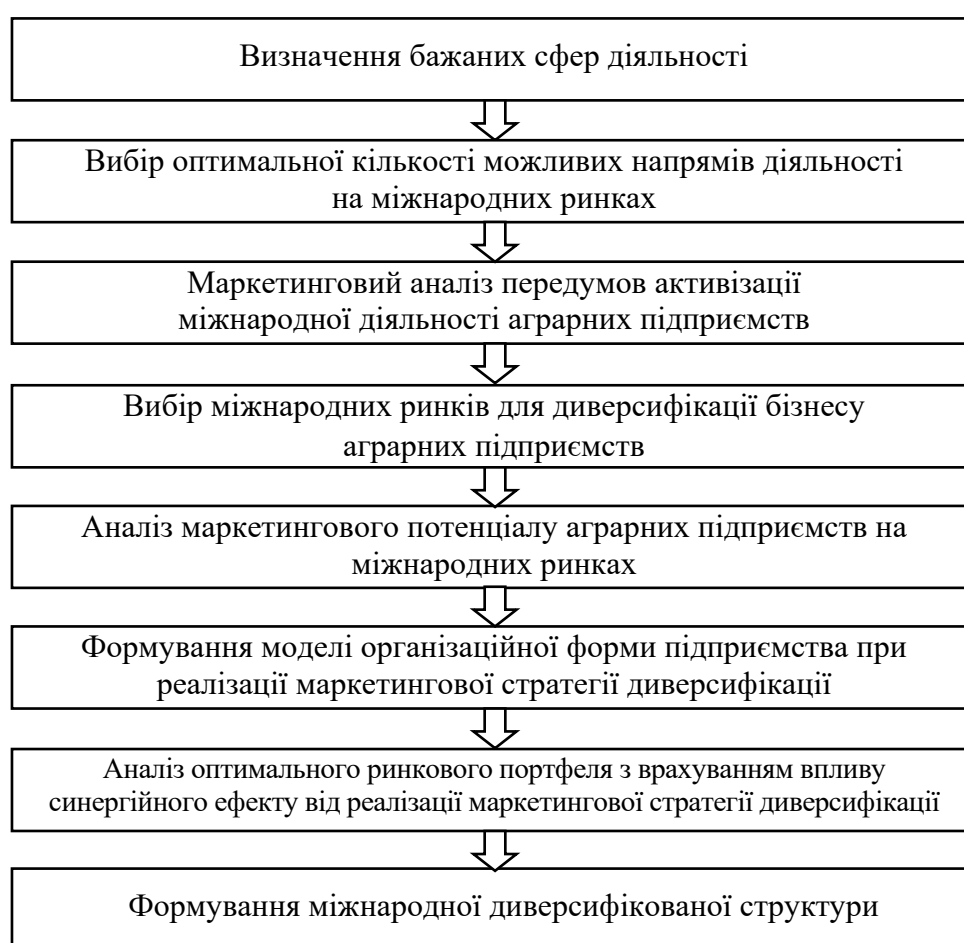 Визначення бажаних сфер діяльності
Вибір оптимальної кількості можливих напрямів діяльності
на міжнародних ринках
Маркетинговий аналіз передумов активізації
міжнародної діяльності аграрних підприємств
Вибір міжнародних ринків для диверсифікації бізнесу
аграрних підприємств
Аналіз маркетингового потенціалу аграрних підприємств на
міжнародних ринках
Формування моделі організаційної форми підприємства при
реалізації маркетингової стратегії диверсифікації
Аналіз оптимального ринкового портфеля з врахуванням впливу
синергійного ефекту від реалізації маркетингової стратегії диверсифікації
Формування міжнародної диверсифікованої структури